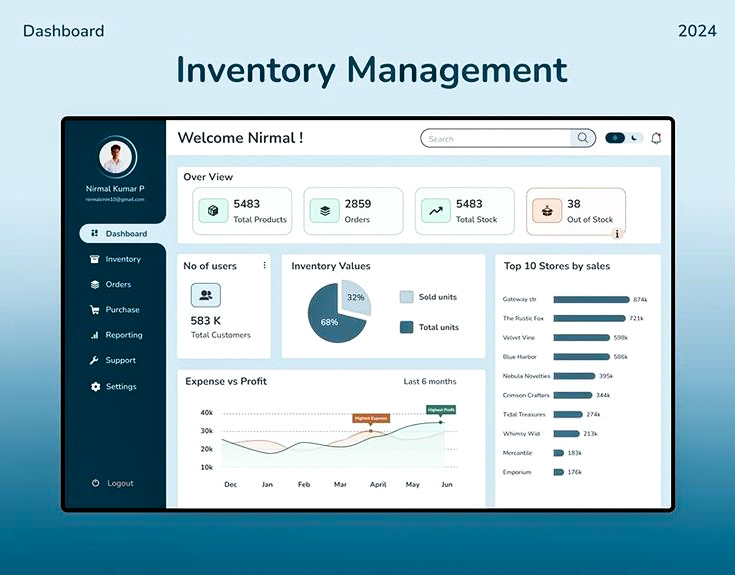 Dashboard
2024
Inventory Management
Nirmal Kumar P
nirmalcnm10@gmail.com
Dashboard
Inventory
Orders
Purchase
Reporting
Support
Settings
Logout
Welcome Nirmal !
Search
Over View
5483
Total Products
2859
Orders
5483
Total Stock
38
Out of Stock
i
No of users
583 K
Total Customers
Inventory Values
32%
68%
Sold units
Total units
Top 10 Stores by sales
Gateway str 874k
The Rustic Fox 721k
Velvet Vine 598k
Blue Harbor 586k
Nebula Novelties 395k
Crimson Crafters 344k
Tidal Treasures 274k
Whimsy Wid 213k
Mercantile 183k
Emporium 176k
Expense vs Profit
Last 6 months
Highest Expense
Highest Profit
40k
30k
20k
10k
Dec Jan Feb Mar April May Jun